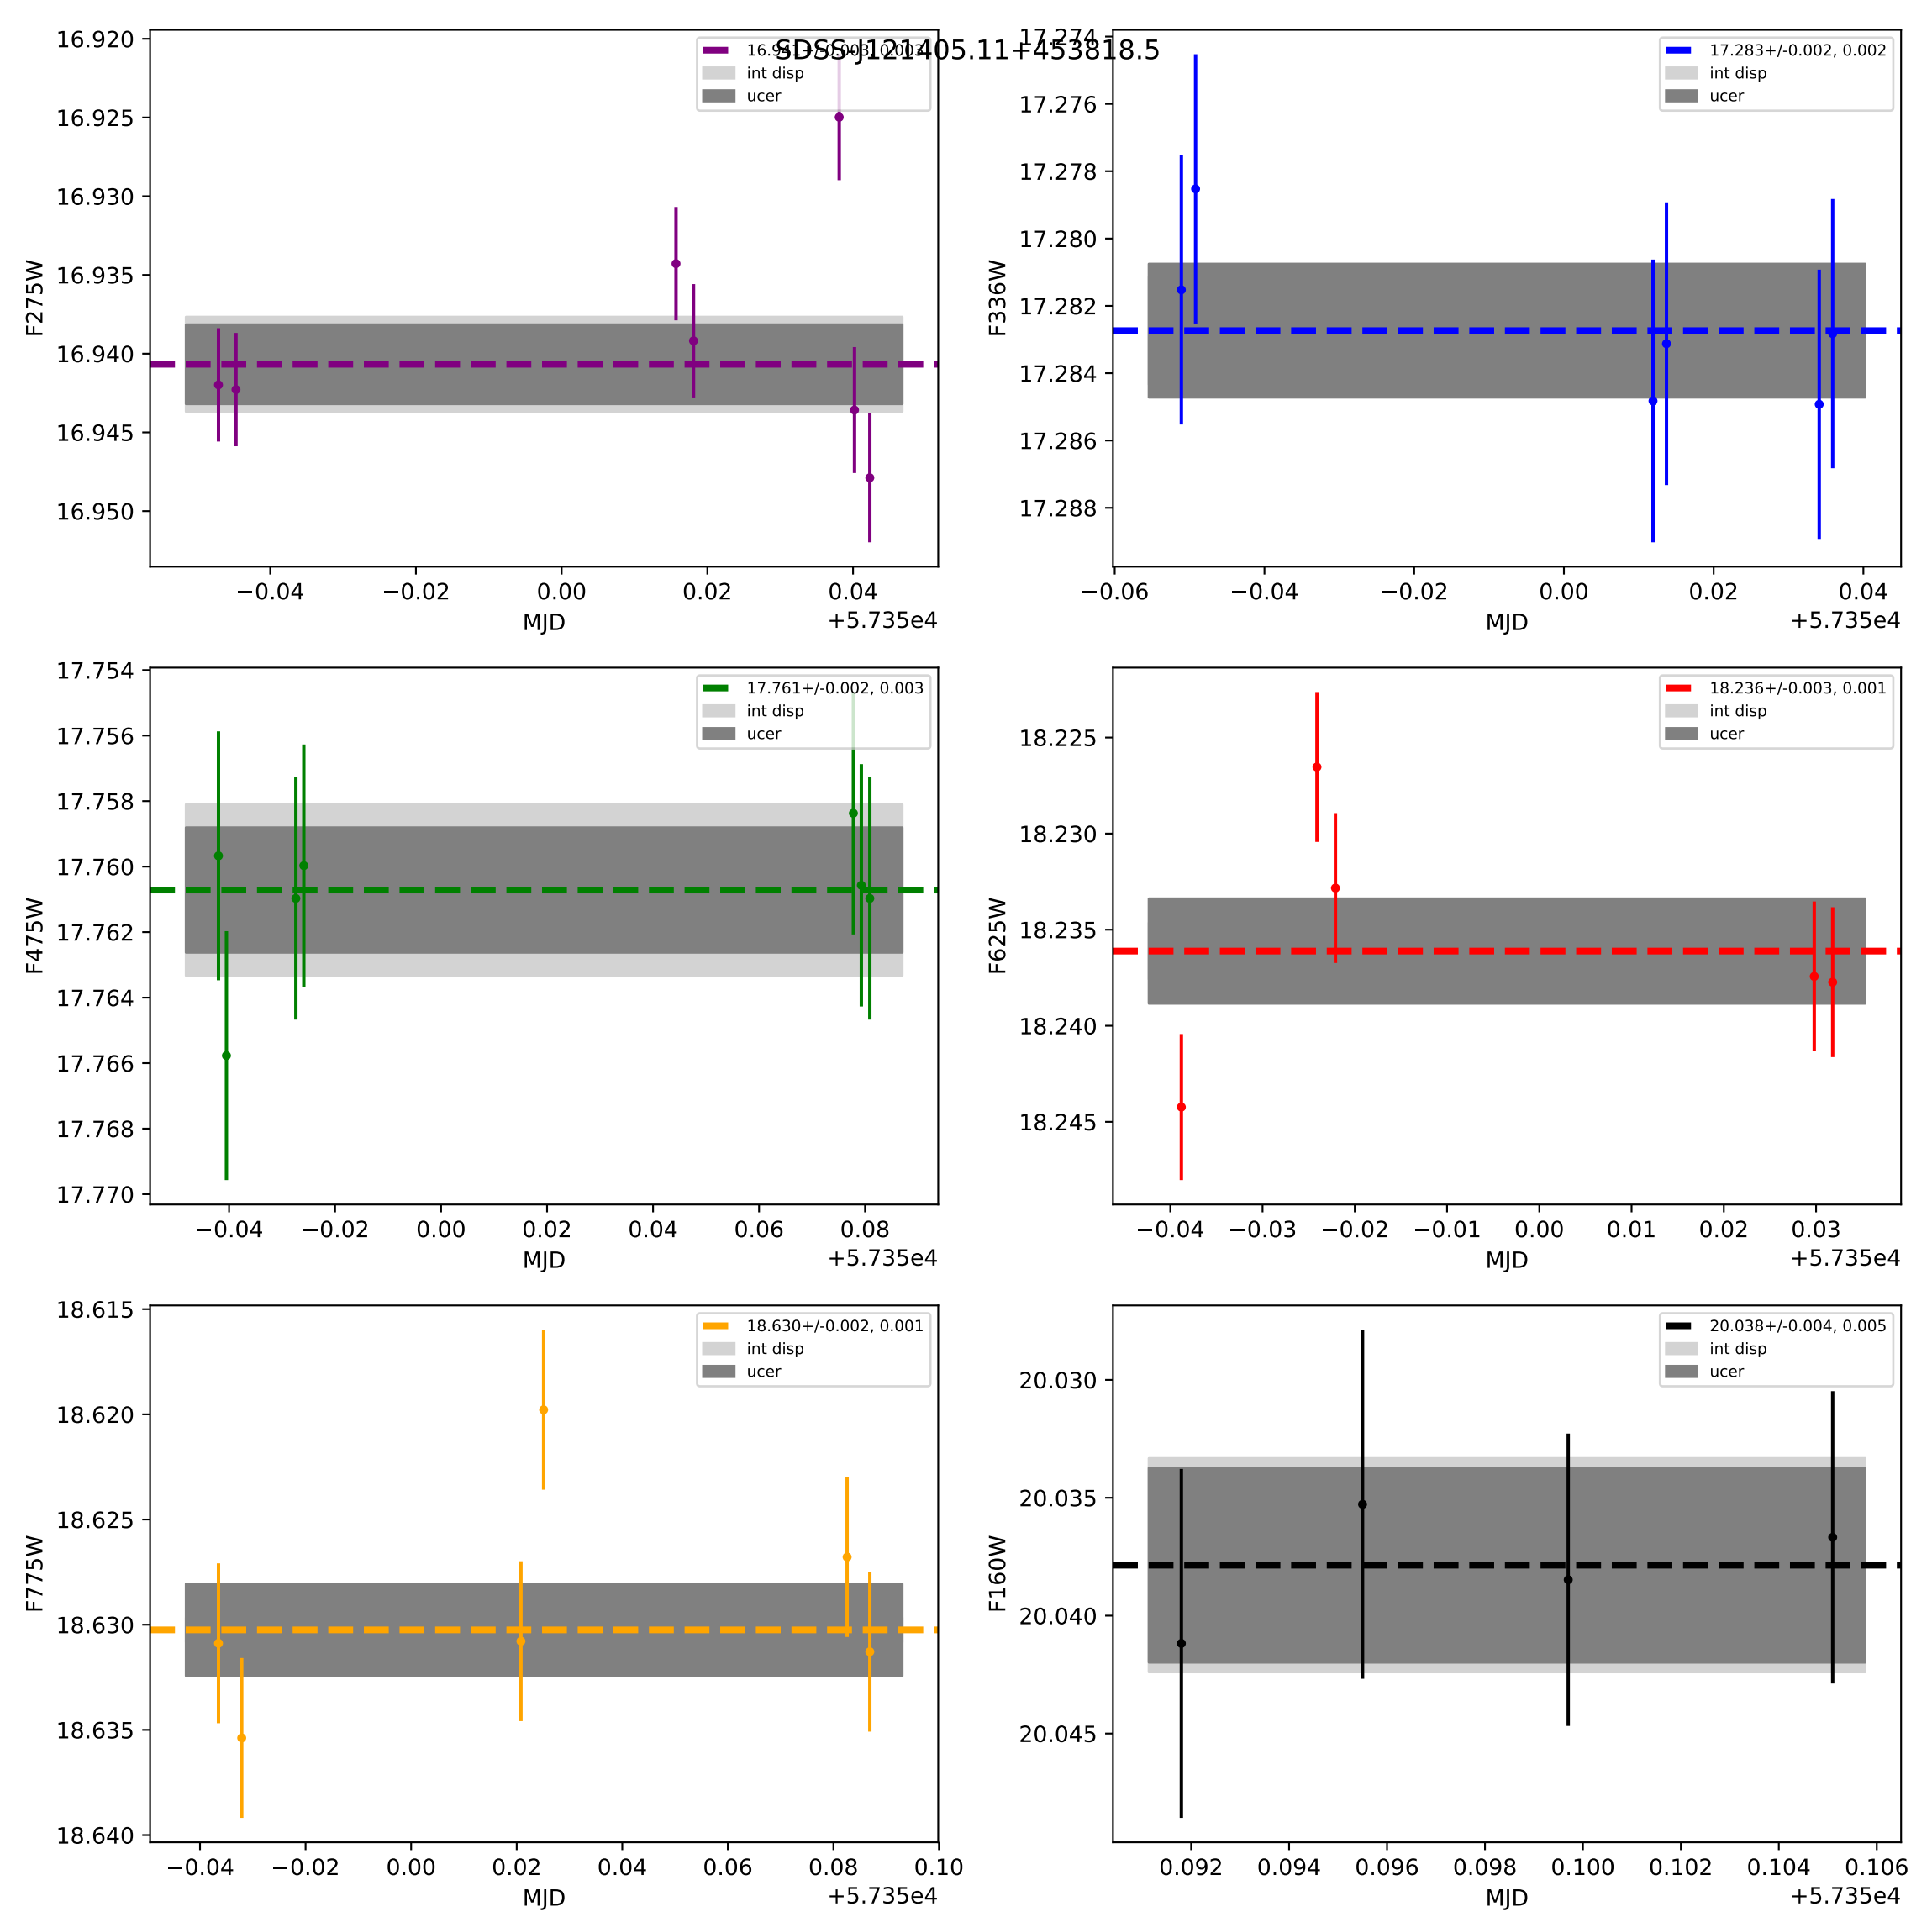 SDSS-J121405.11+453818.5
16.920
16.925
16.930
16.935
16.940
16.945
16.950
F275W
16.941+/-0.003, 0.003
int disp
ucer
−0.04 −0.02 0.00 0.02 0.04
+5.735e4
MJD
17.274
17.276
17.278
17.280
17.282
17.284
17.286
17.288
F336W
17.283+/-0.002, 0.002
int disp
ucer
−0.06 −0.04 −0.02 0.00 0.02 0.04
+5.735e4
MJD
17.754
17.756
17.758
17.760
17.762
17.764
17.766
17.768
17.770
F475W
17.761+/-0.002, 0.003
int disp
ucer
−0.04 −0.02 0.00 0.02 0.04 0.06 0.08
+5.735e4
MJD
18.225
18.230
18.235
18.240
18.245
F625W
18.236+/-0.003, 0.001
int disp
ucer
−0.04 −0.03 −0.02 −0.01 0.00 0.01 0.02 0.03
+5.735e4
MJD
18.615
18.620
18.625
18.630
18.635
18.640
F775W
18.630+/-0.002, 0.001
int disp
ucer
−0.04 −0.02 0.00 0.02 0.04 0.06 0.08 0.10
+5.735e4
MJD
20.030
20.035
20.040
20.045
F160W
20.038+/-0.004, 0.005
int disp
ucer
0.092 0.094 0.096 0.098 0.100 0.102 0.104 0.106
+5.735e4
MJD